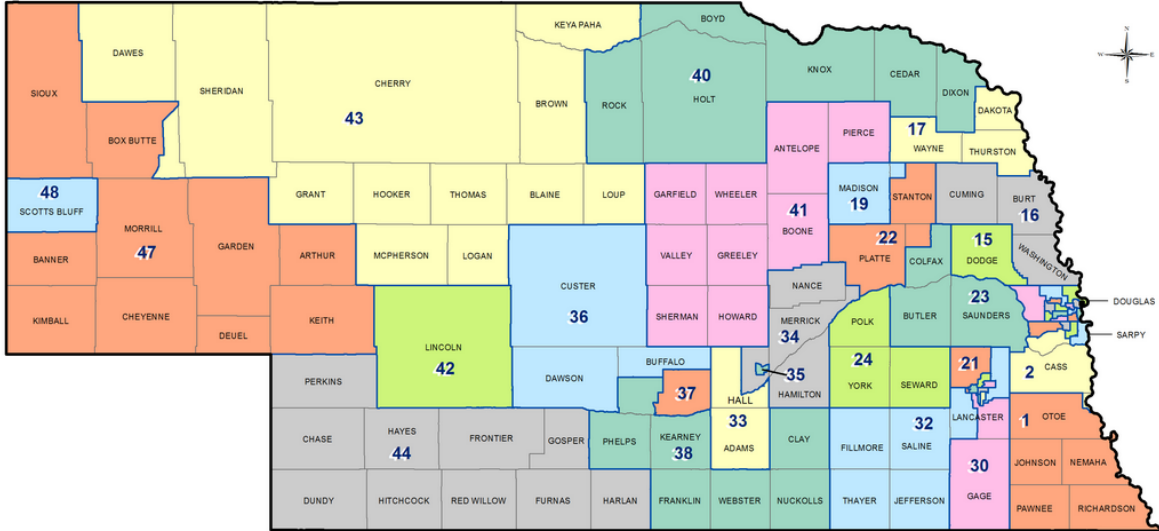 KEYA PAHA
BOYD
N
W E
S
DAWES
SIOUX
SHERIDAN
CHERRY
43
BROWN
ROCK
40
HOLT
KNOX
CEDAR
DIXON
DAKOTA
BOX BUTTE
ANTELOPE
PIERCE
17
WAYNE
THURSTON
48
SCOTTS BLUFF
GRANT
HOOKER
THOMAS
BLAINE
LOUP
GARFIELD
WHEELER
41
BOONE
MADISON
19
STANTON
CUMING
BURT
16
MORRILL
47
GARDEN
BANNER
ARTHUR
MCPHERSON
LOGAN
CUSTER
36
VALLEY
GREELEY
22
PLATTE
COLFAX
15
DODGE
WASHINGTON
NANCE
KIMBALL
CHEYENNE
DEUEL
KEITH
LINCOLN
42
SHERMAN
HOWARD
MERRICK
34
POLK
BUTLER
23
SAUNDERS
DOUGLAS
SARPY
PERKINS
DAWSON
BUFFALO
37
HALL
33
ADAMS
35
HAMILTON
24
YORK
SEWARD
21
LANCASTER
2
CASS
CHASE
HAYES
44
FRONTIER
GOSPER
PHELPS
KEARNEY
38
CLAY
FILLMORE
32
SALINE
1
OTOE
30
GAGE
JOHNSON
NEMAHA
DUNDY
HITCHCOCK
RED WILLOW
FURNAS
HARLAN
FRANKLIN
WEBSTER
NUCKOLLS
THAYER
JEFFERSON
PAWNEE
RICHARDSON